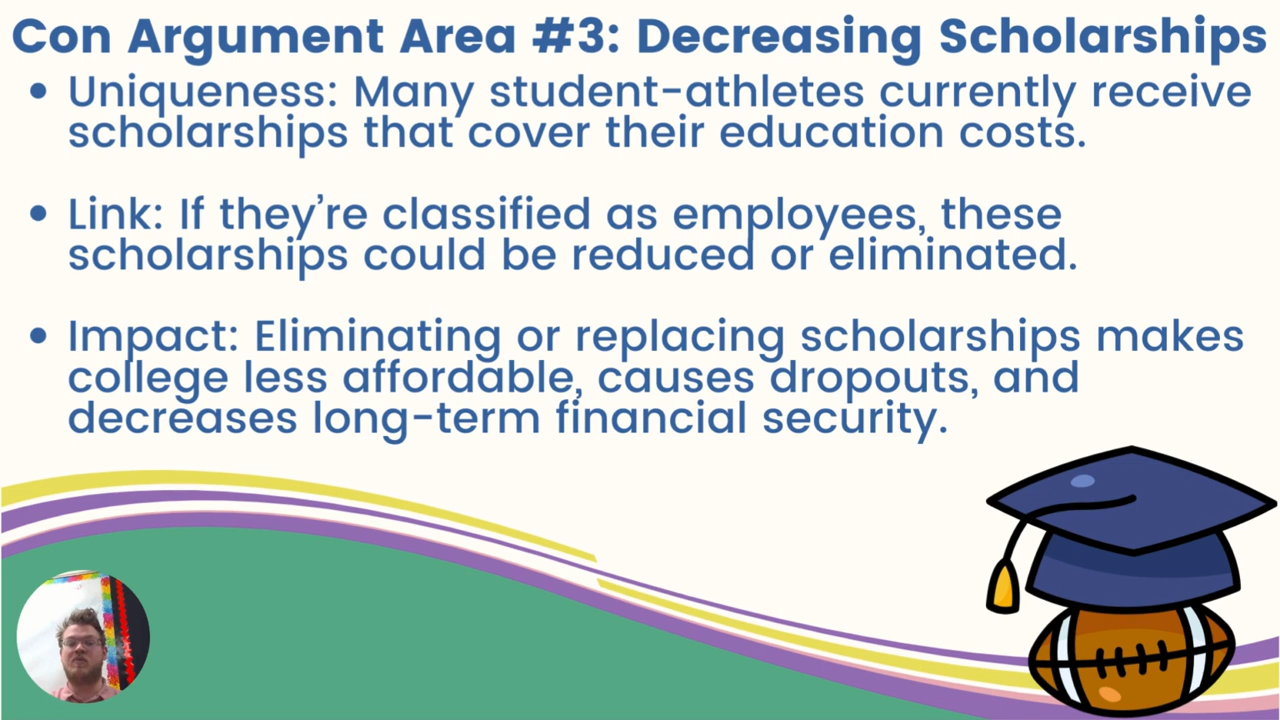 Con Argument Area #3: Decreasing Scholarships
• Uniqueness: Many student-athletes currently receive
scholarships that cover their education costs.
• Link: If they’re classified as employees, these
scholarships could be reduced or eliminated.
• Impact: Eliminating or replacing scholarships makes
college less affordable, causes dropouts, and
decreases long-term financial security.